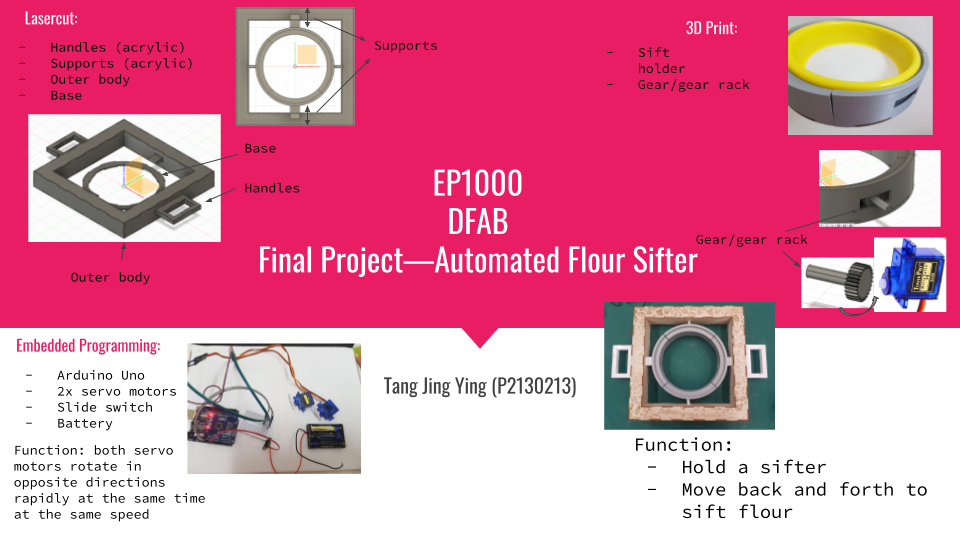 Lasercut:
- Handles (acrylic)
- Supports (acrylic)
- Outer body
- Base
Supports
Base
Handles
Outer body
3D Print:
- Sift
holder
- Gear/gear rack
Gear/gear rack
EP1000
DFAB
Final Project—Automated Flour Sifter
Tang Jing Ying (P2130213)
Embedded Programming:
- Arduino Uno
- 2x servo motors
- Slide switch
- Battery
Function: both servo
motors rotate in
opposite directions
rapidly at the same time
at the same speed
Function:
- Hold a sifter
- Move back and forth to
sift flour